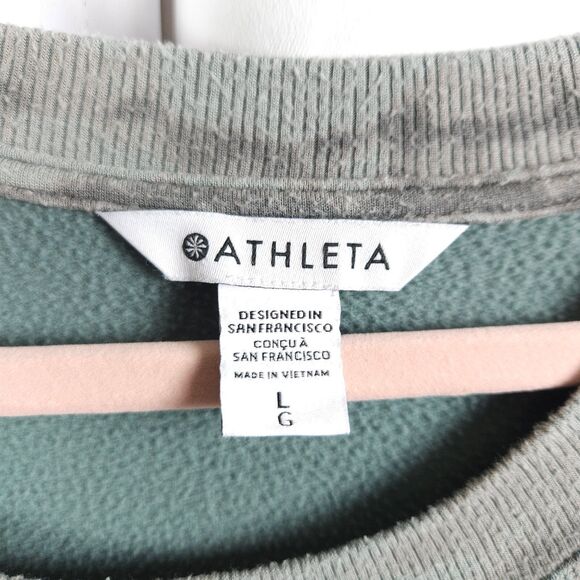 ATHLETA
DESIGNED IN
SAN FRANCISCO
CONÇU À
SAN FRANCISCO
MADE IN VIETNAM
L
G